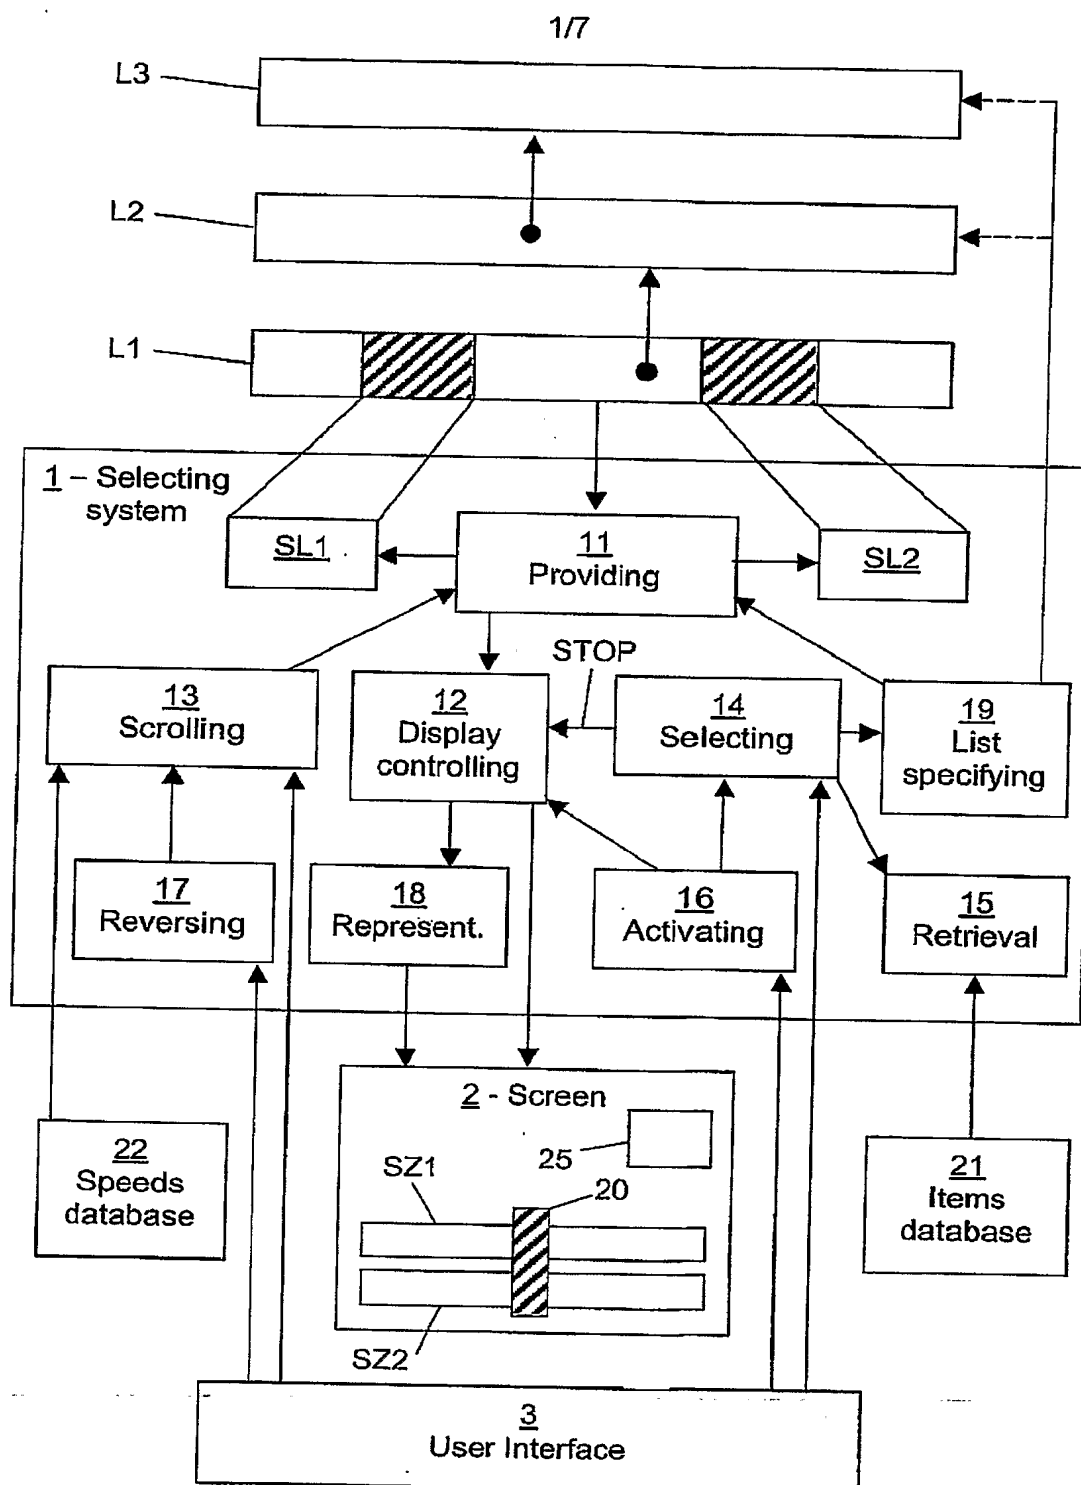 1/7
L3
L2
L1
1 – Selecting
system
SL1
11
Providing
SL2
STOP
13
Scrolling
12
Display
controlling
14
Selecting
19
List
specifying
17
Reversing
18
Represent.
16
Activating
15
Retrieval
2 - Screen
25
SZ1
20
SZ2
22
Speeds
database
21
Items
database
3
User Interface